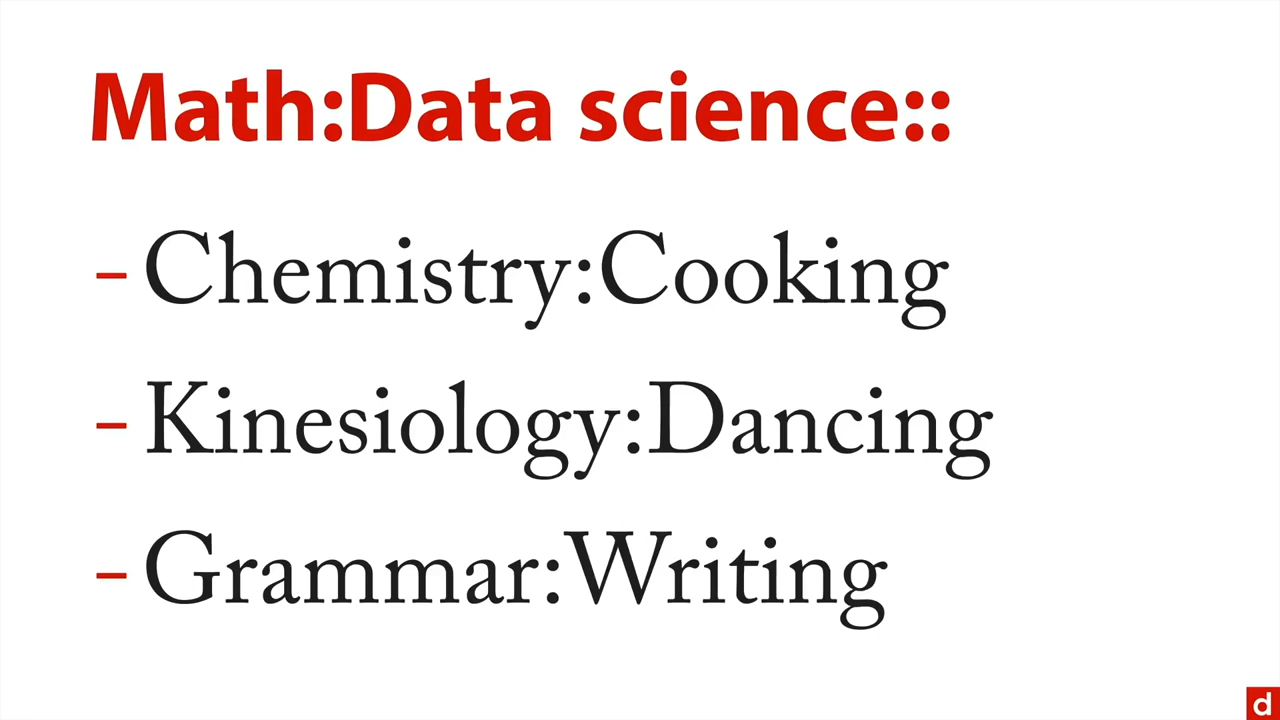 Math:Data science::
- Chemistry:Cooking
- Kinesiology:Dancing
- Grammar:Writing
d